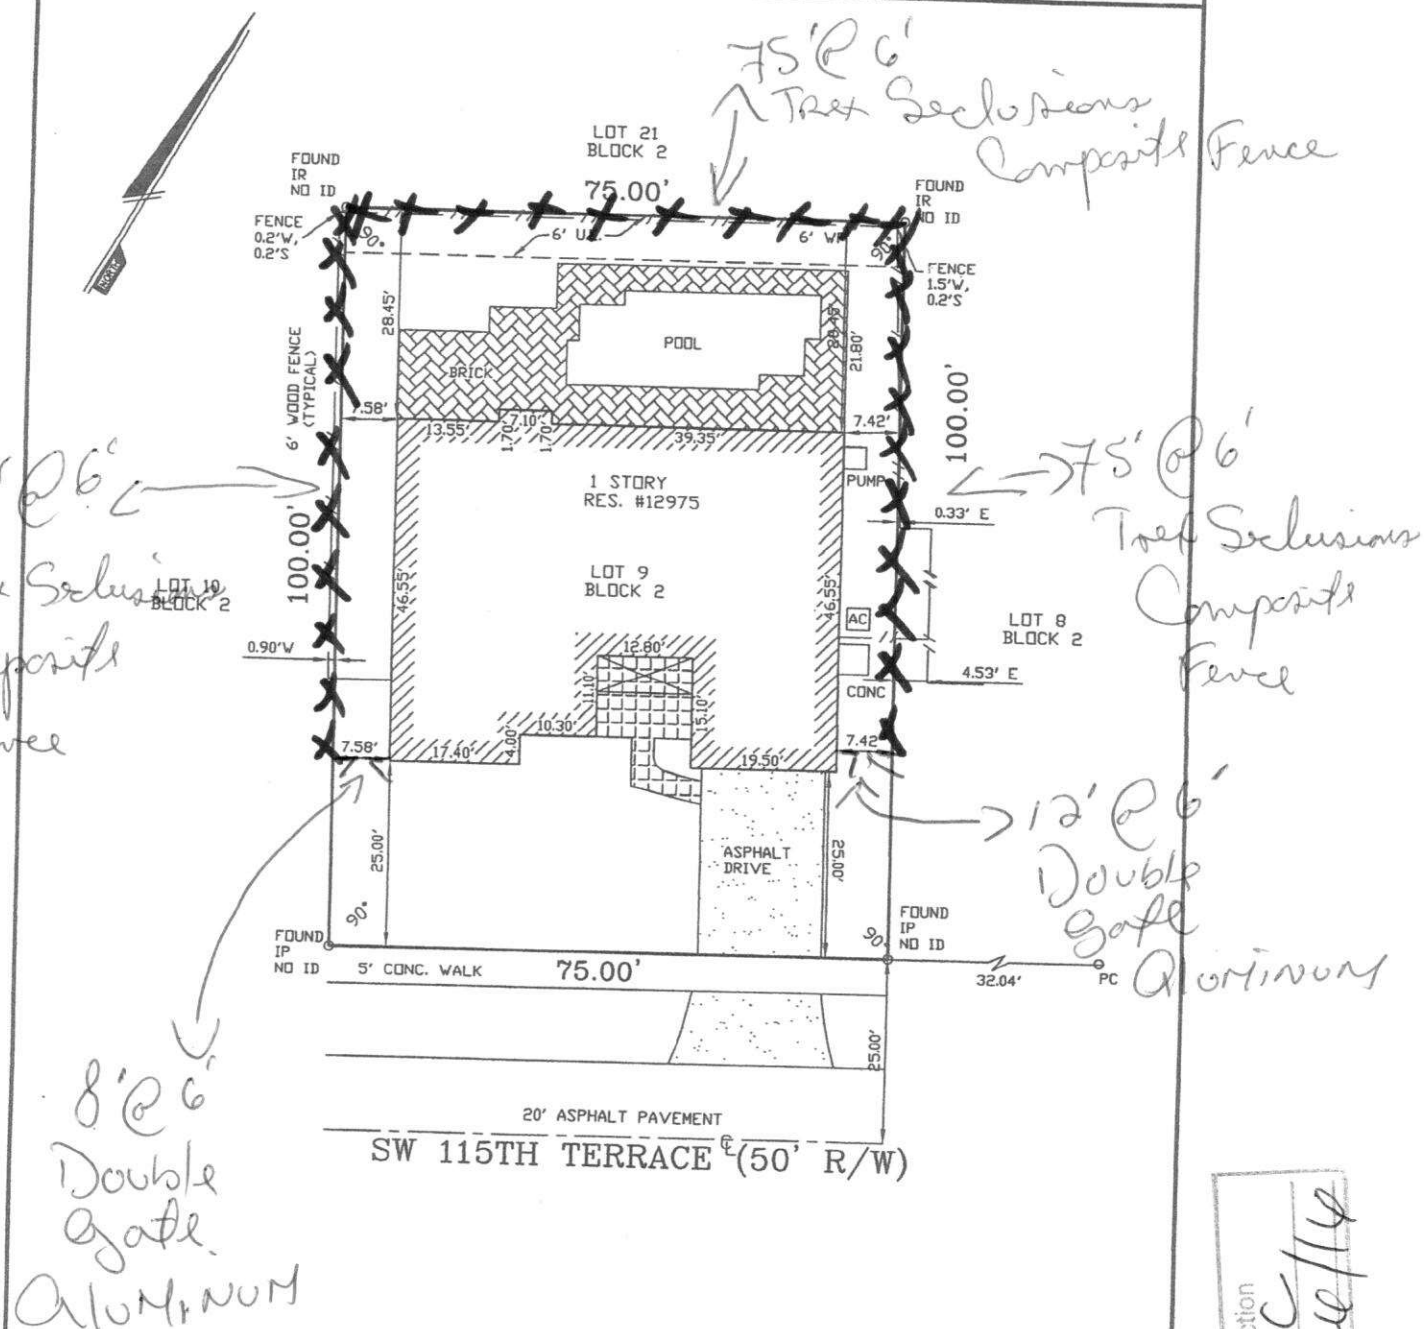 75' @ 6'
Trex Seclusions
Composite Fence
LOT 21
BLOCK 2
75.00'
FOUND
IR
NO ID
FOUND
IR
NO ID
FENCE
0.2'W,
0.2'S
90°
6' U.E.
6' WF
90°
FENCE
1.5'W,
0.2'S
NORTH
28.45'
28.45'
21.80'
POOL
BRICK
6' WOOD FENCE
(TYPICAL)
7.58'
13.55'
1.70'
7.10'
1.70'
39.35'
7.42'
100.00'
' @ 6'
75' @ 6'
1 STORY
RES. #12975
PUMP
0.33' E
Trex Seclusions
Composite
Fence
100.00'
Seclusions
LOT 10
BLOCK 2
46.55'
LOT 9
BLOCK 2
46.55'
AC
LOT 8
BLOCK 2
0.90'W
12.80'
11.10'
15.10'
4.53' E
CONC
7.58'
17.40'
4.00'
10.30'
19.50'
7.42'
12' @ 6'
Double
gate
Aluminum
25.00'
ASPHALT
DRIVE
25.00'
90°
90°
FOUND
IP
NO ID
FOUND
IP
NO ID
5' CONC. WALK
75.00'
32.04'
PC
25.00'
8' @ 6'
Double
gate
Aluminum
20' ASPHALT PAVEMENT
SW 115TH TERRACE (50' R/W)